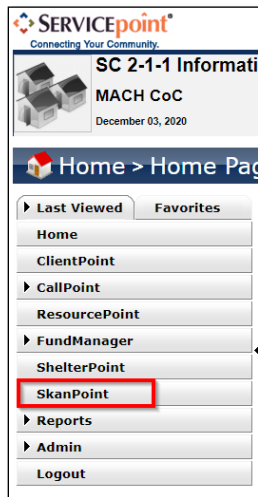 SERVICEpoint
Connecting Your Community.
SC 2-1-1 Informati
MACH CoC
December 03, 2020
Home > Home Pag
Last Viewed Favorites
Home
ClientPoint
CallPoint
ResourcePoint
FundManager
ShelterPoint
SkanPoint
Reports
Admin
Logout